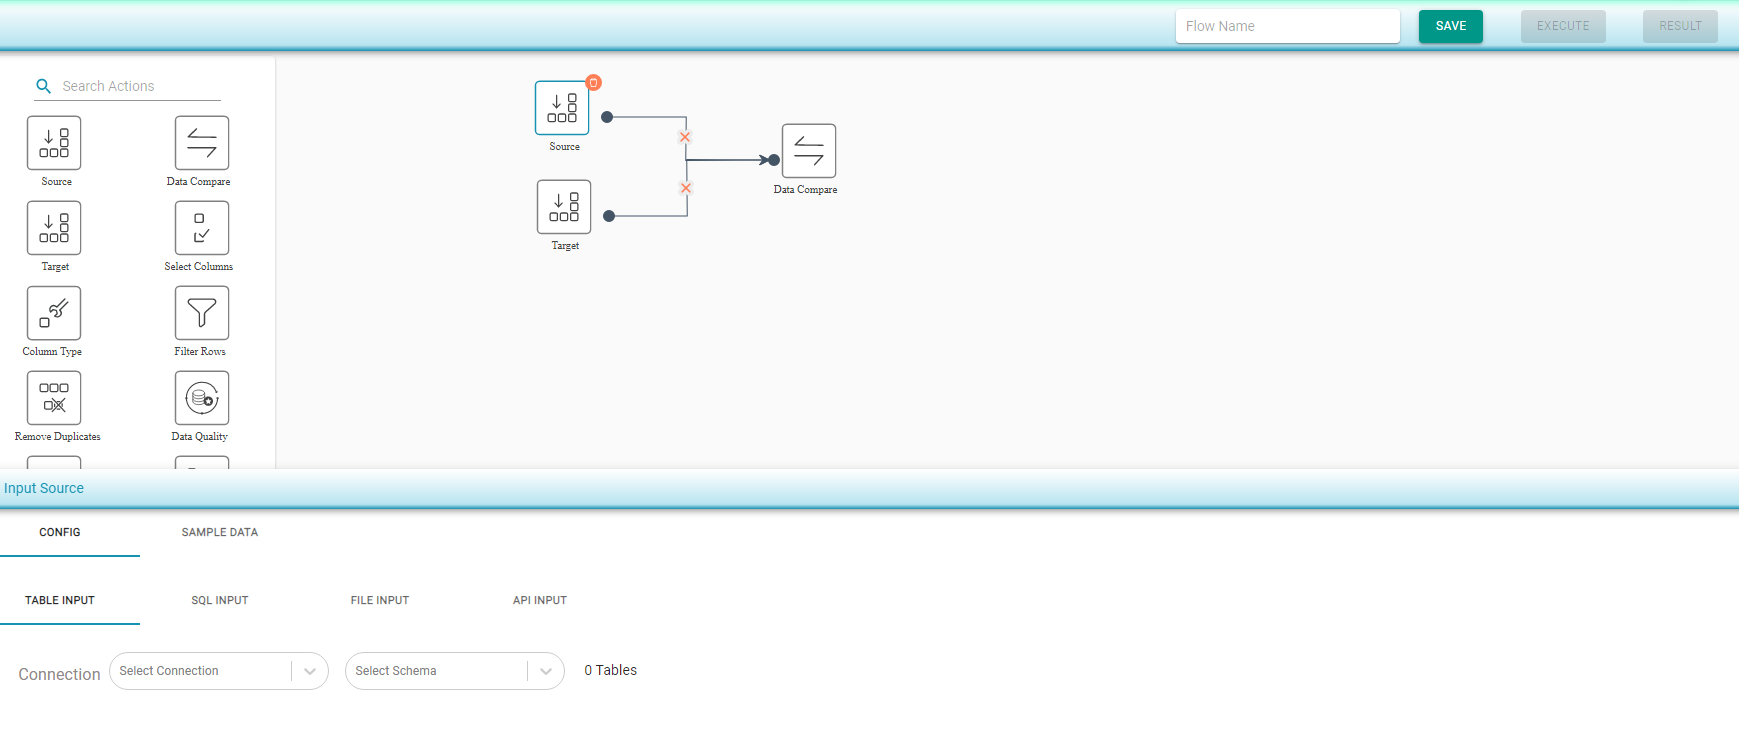 Flow Name
SAVE
EXECUTE
RESULT
Search Actions
Source
Data Compare
Target
Select Columns
Column Type
Filter Rows
Remove Duplicates
Data Quality
Source
Target
Data Compare
Input Source
CONFIG
SAMPLE DATA
TABLE INPUT
SQL INPUT
FILE INPUT
API INPUT
Connection
Select Connection
Select Schema
0 Tables